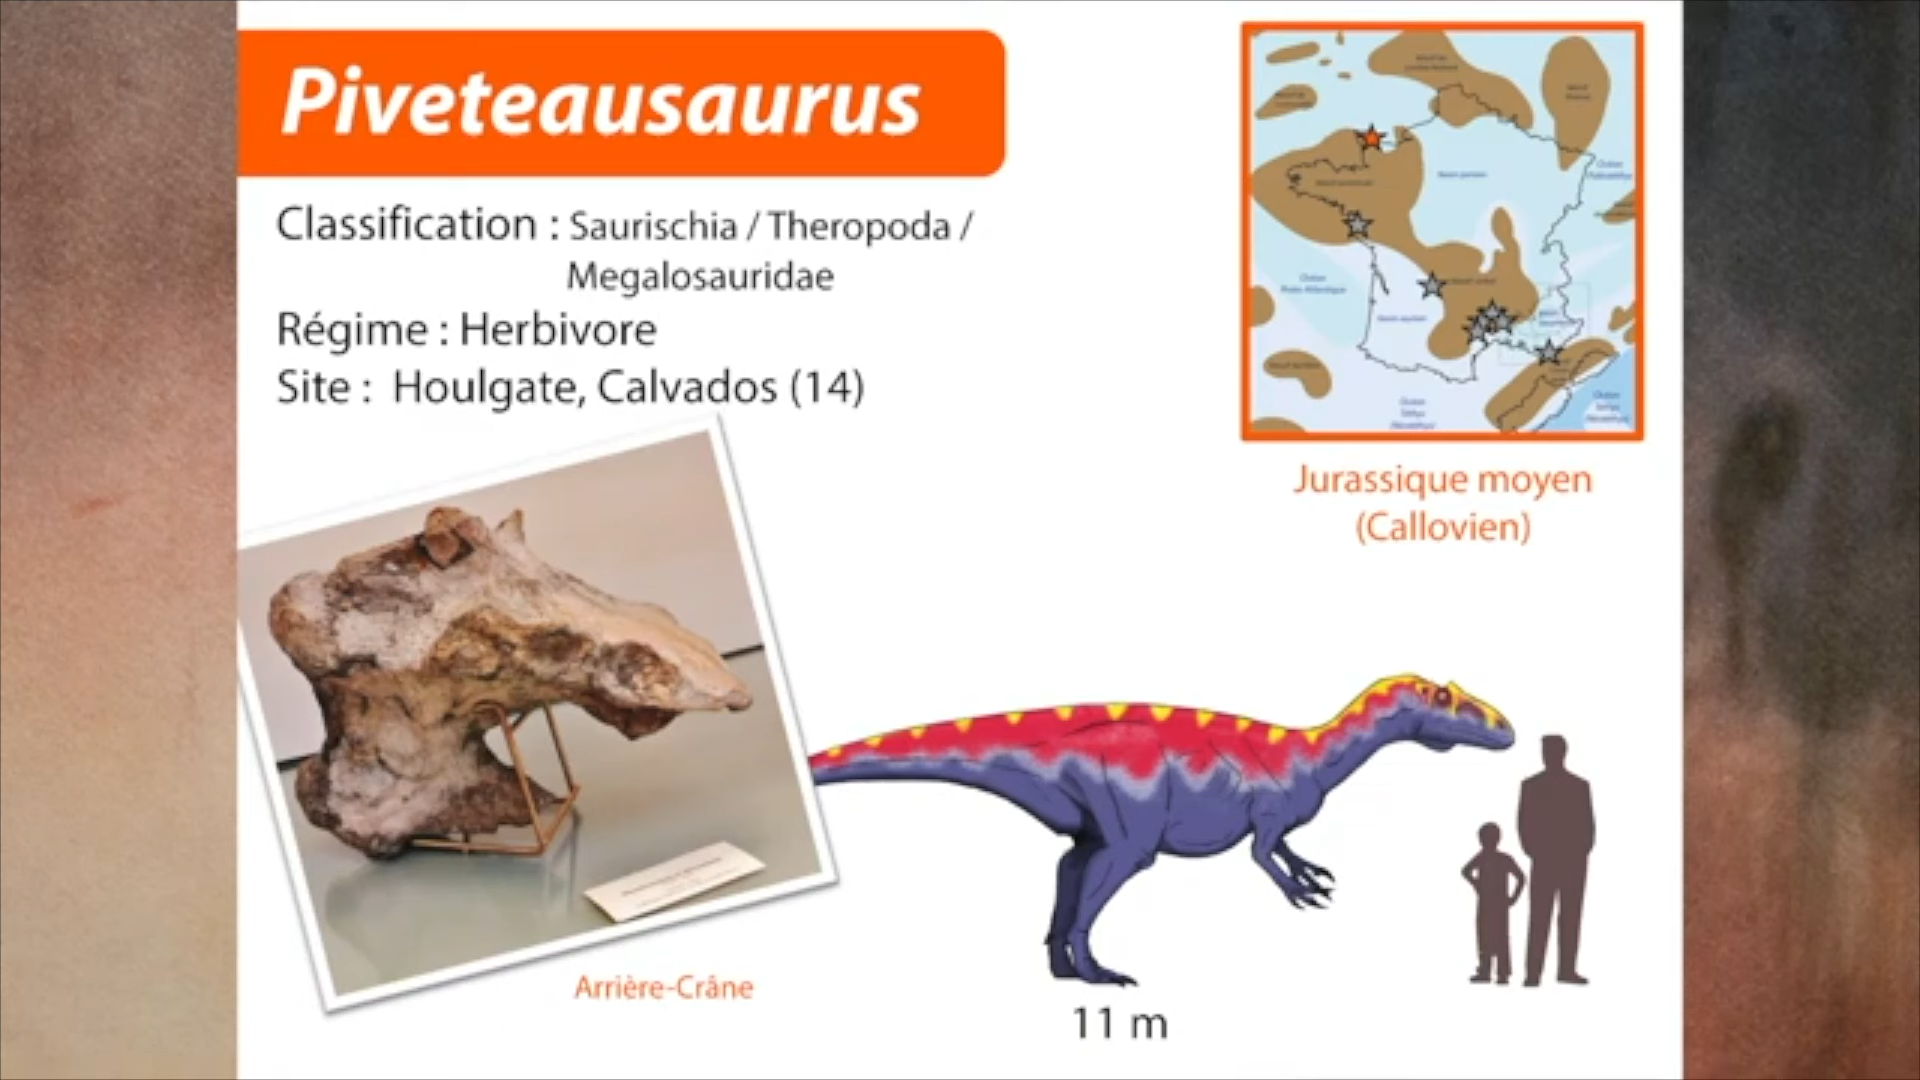 Piveteausaurus
Classification : Saurischia / Theropoda /
Megalosauridae
Régime : Herbivore
Site : Houlgate, Calvados (14)
Jurassique moyen
(Callovien)
Arrière-Crâne
11 m